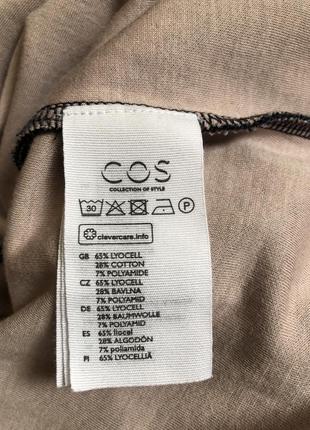 COS
COLLECTION OF STYLE
30 P
clevercare.info
GB 65% LYOCELL
28% COTTON
7% POLYAMIDE
CZ 65% LYOCELL
28% BAVLNA
7% POLYAMID
DE 65% LYOCELL
28% BAUMWOLLE
7% POLYAMID
ES 65% liocel
28% ALGODÓN
7% poliamida
FI 65% LYOCELLIÄ